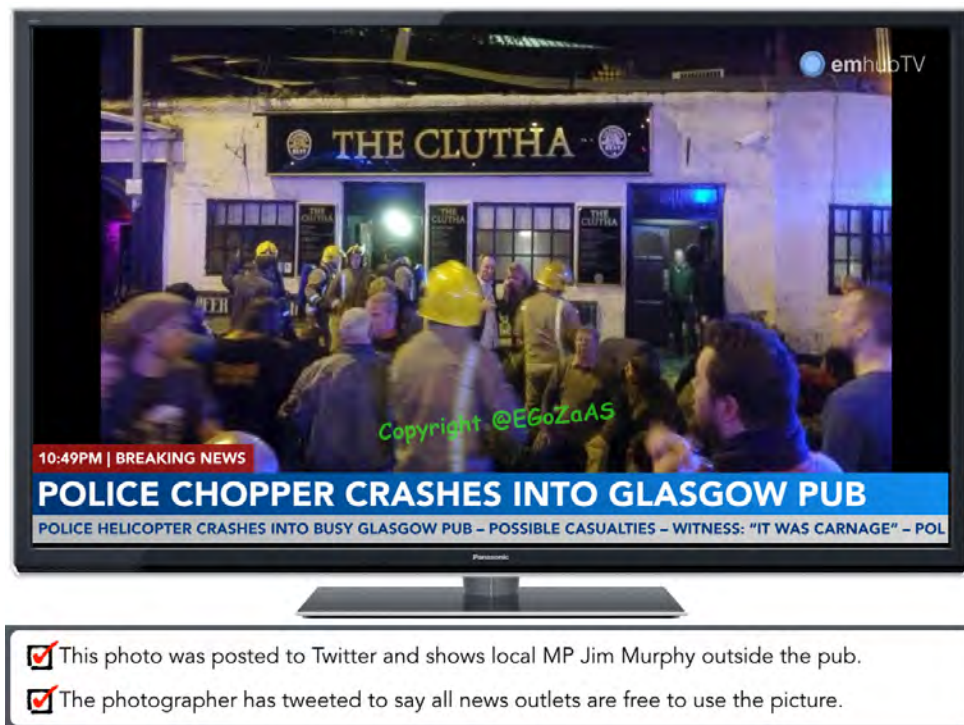 emhubTV
THE CLUTHA
THE
CLUTHA
THE
CLUTHA
THE
CLUTHA
Copyright @EGoZaAS
10:49PM | BREAKING NEWS
POLICE CHOPPER CRASHES INTO GLASGOW PUB
POLICE HELICOPTER CRASHES INTO BUSY GLASGOW PUB – POSSIBLE CASUALTIES – WITNESS: “IT WAS CARNAGE” – POL
Panasonic
This photo was posted to Twitter and shows local MP Jim Murphy outside the pub.
The photographer has tweeted to say all news outlets are free to use the picture.